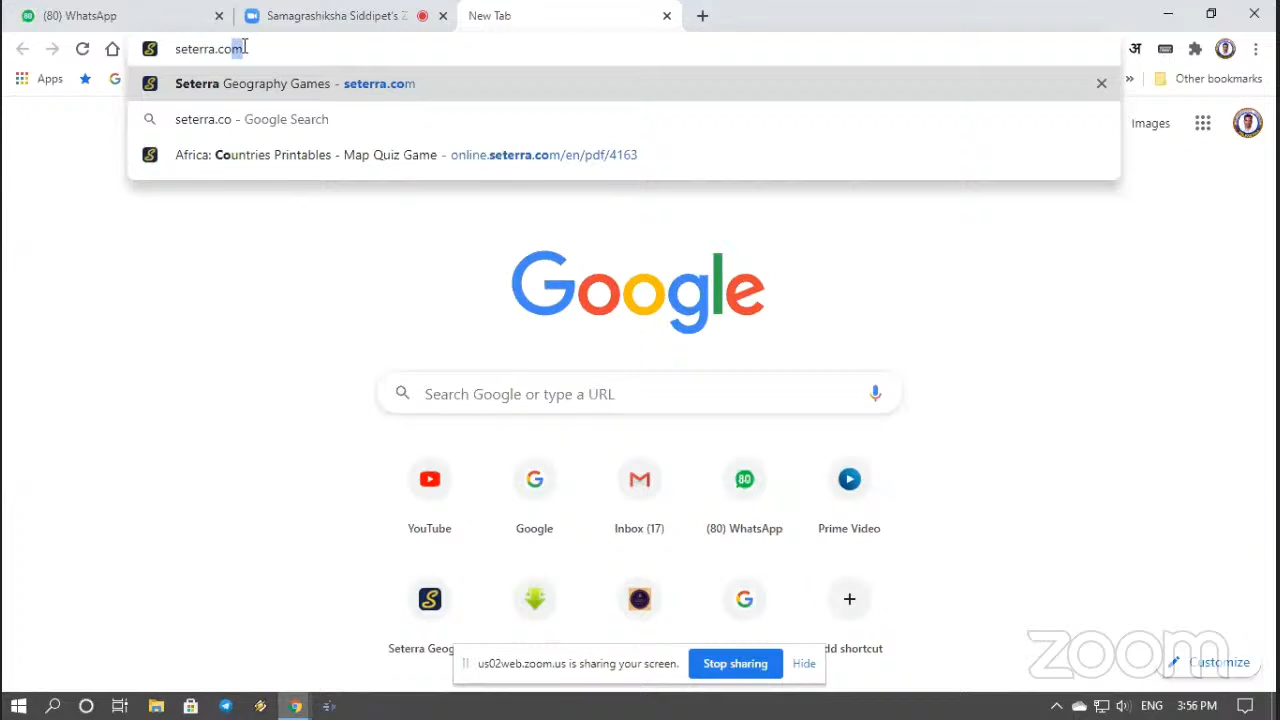 (80) WhatsApp
Samagrashiksha Siddipet's Z
New Tab
seterra.com
अ
Apps
Other bookmarks
Seterra Geography Games - seterra.com
seterra.co - Google Search
Africa: Countries Printables - Map Quiz Game - online.seterra.com/en/pdf/4163
Images
Google
Search Google or type a URL
80
YouTube
Google
Inbox (17)
(80) WhatsApp
Prime Video
Seterra Geog
dd shortcut
us02web.zoom.us is sharing your screen.
Stop sharing
Hide
zoom
Customize
ENG
3:56 PM